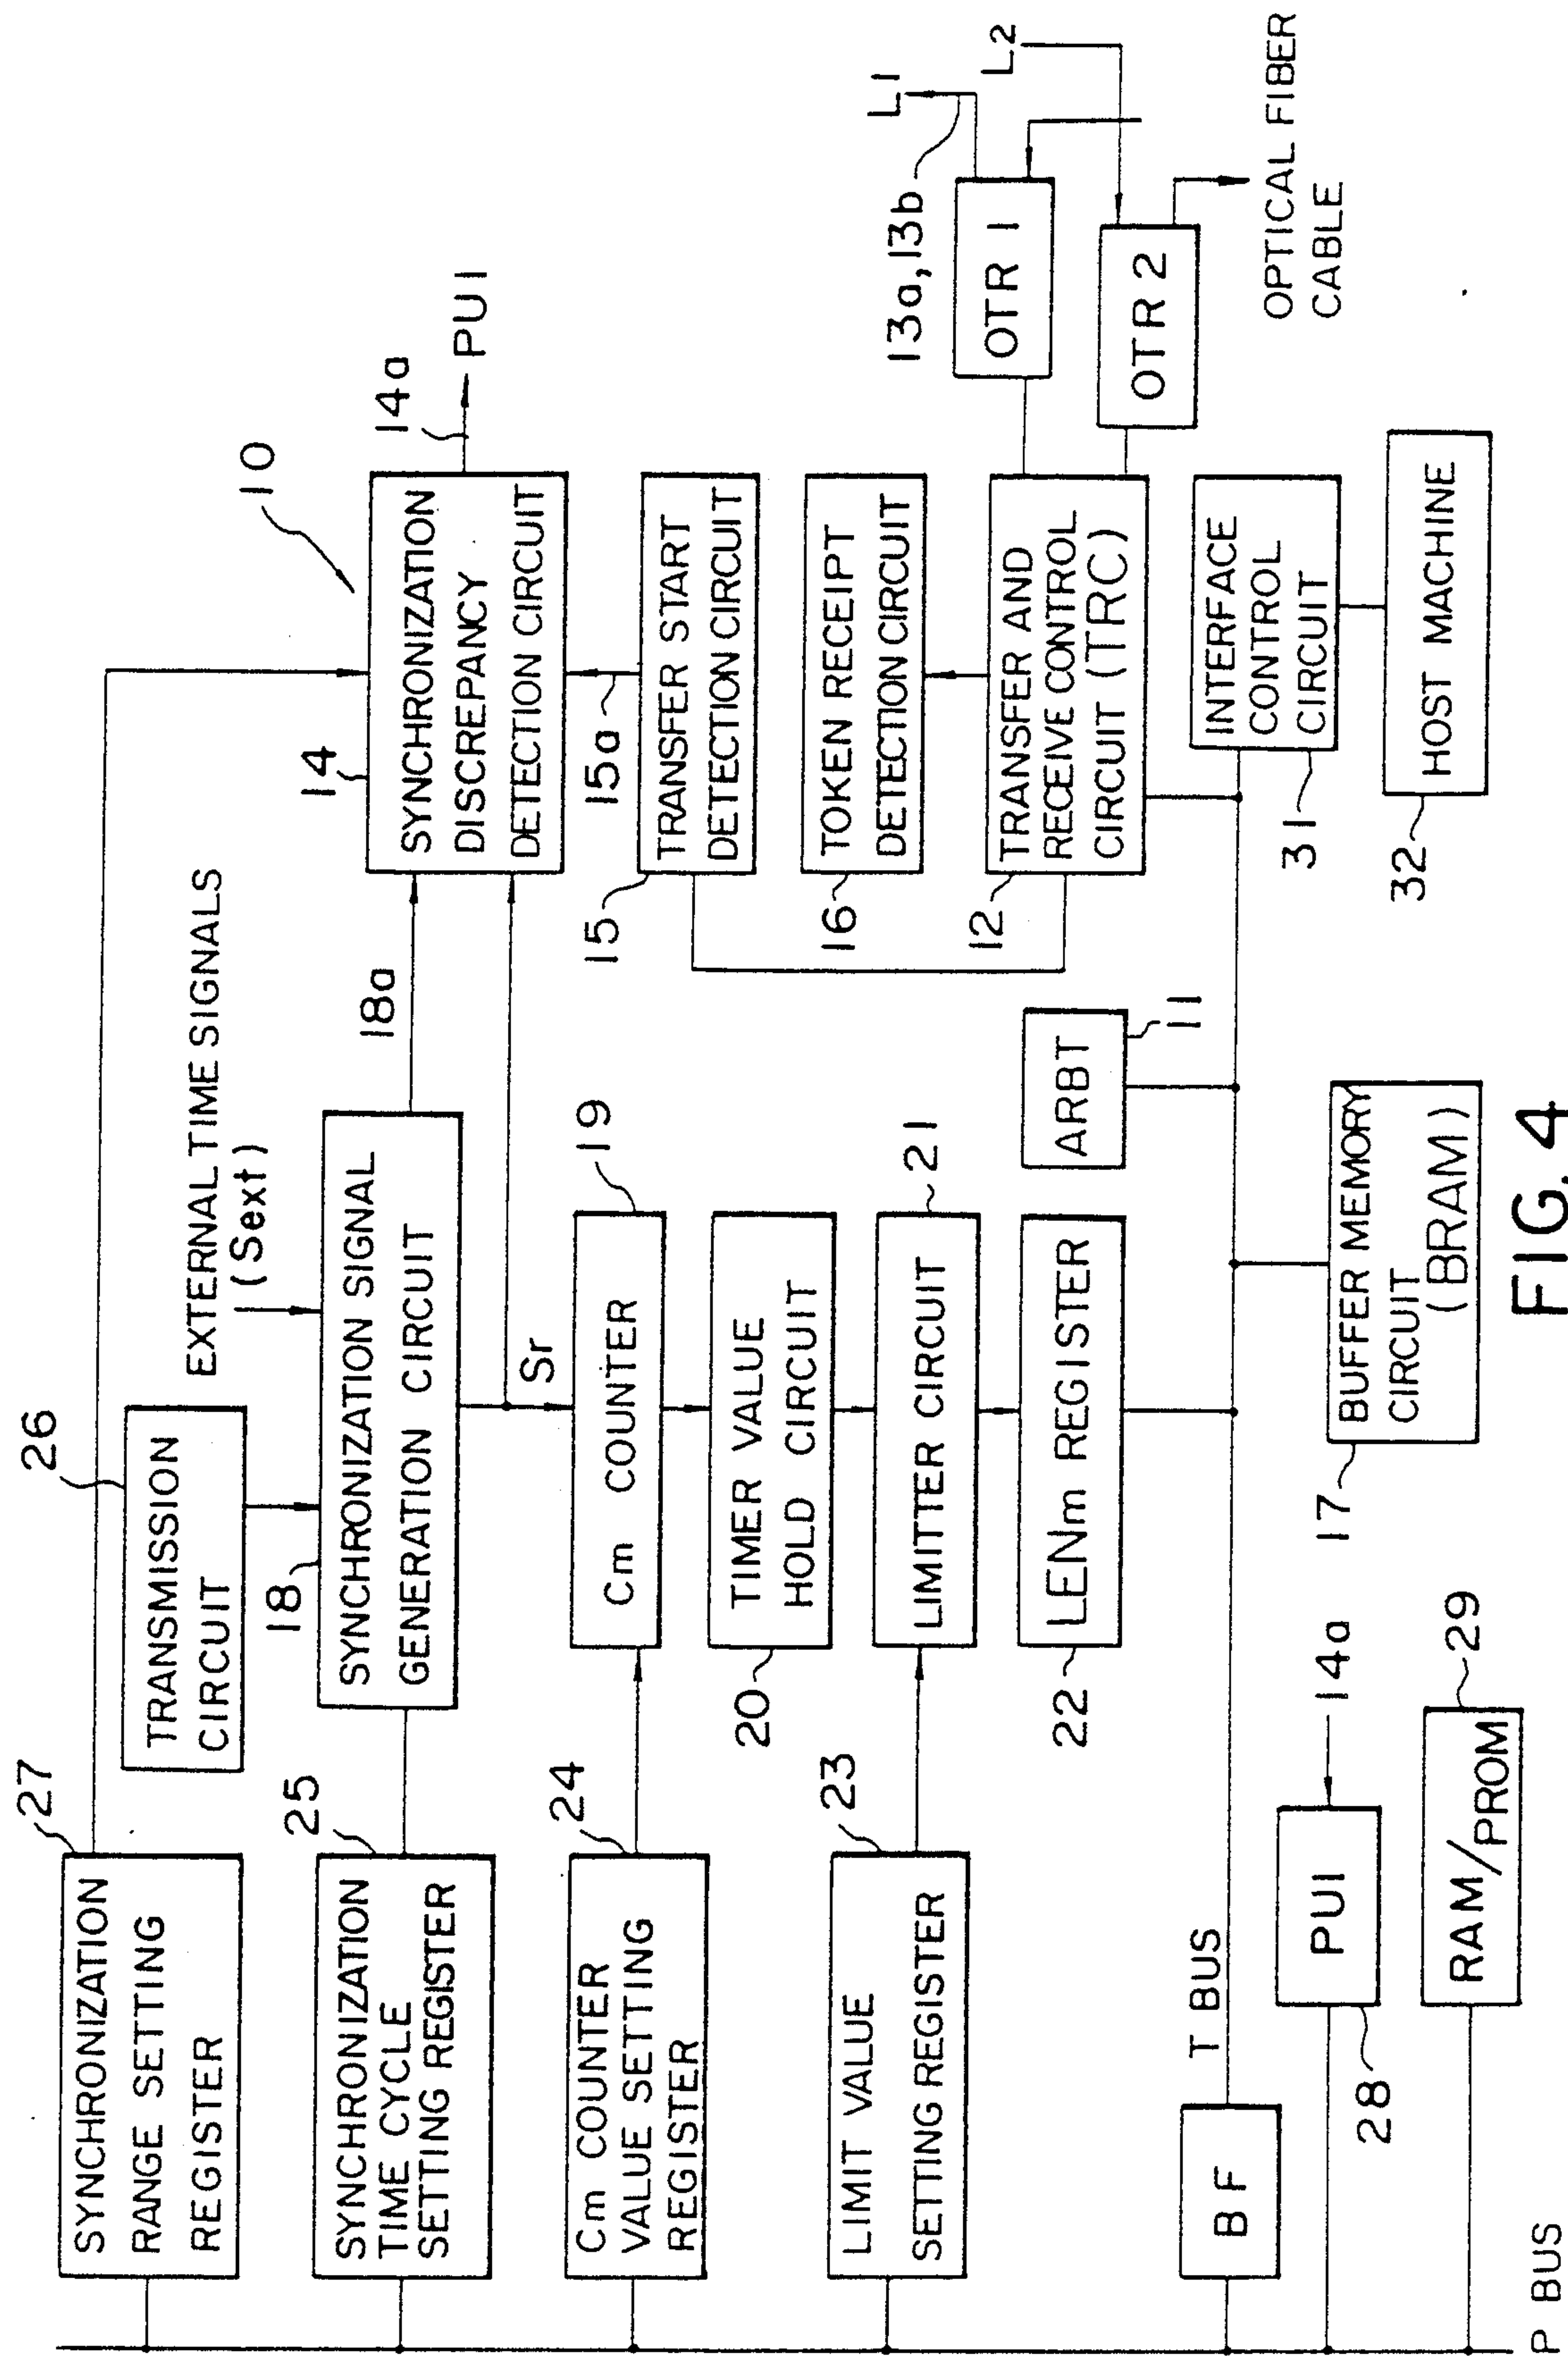 27
SYNCHRONIZATION
RANGE SETTING
REGISTER
26
TRANSMISSION
CIRCUIT
EXTERNAL TIME SIGNALS
(Sext)
10
25
SYNCHRONIZATION
TIME CYCLE
SETTING REGISTER
18
SYNCHRONIZATION SIGNAL
GENERATION CIRCUIT
18a
14
SYNCHRONIZATION
DISCREPANCY
DETECTION CIRCUIT
14a
PU1
Sr
24
Cm COUNTER
VALUE SETTING
REGISTER
19
Cm COUNTER
15a
15
TRANSFER START
DETECTION CIRCUIT
20
TIMER VALUE
HOLD CIRCUIT
16
TOKEN RECEIPT
DETECTION CIRCUIT
23
LIMIT VALUE
SETTING REGISTER
21
LIMITTER CIRCUIT
22
LENm REGISTER
12
TRANSFER AND
RECEIVE CONTROL
CIRCUIT (TRC)
13a,13b
L1
L2
OTR 1
OTR 2
OPTICAL FIBER
CABLE
ARBT
11
T BUS
BF
31
INTERFACE
CONTROL
CIRCUIT
28
PU1
14a
17
BUFFER MEMORY
CIRCUIT
(BRAM)
32
HOST MACHINE
29
RAM/PROM
P BUS
FIG. 4